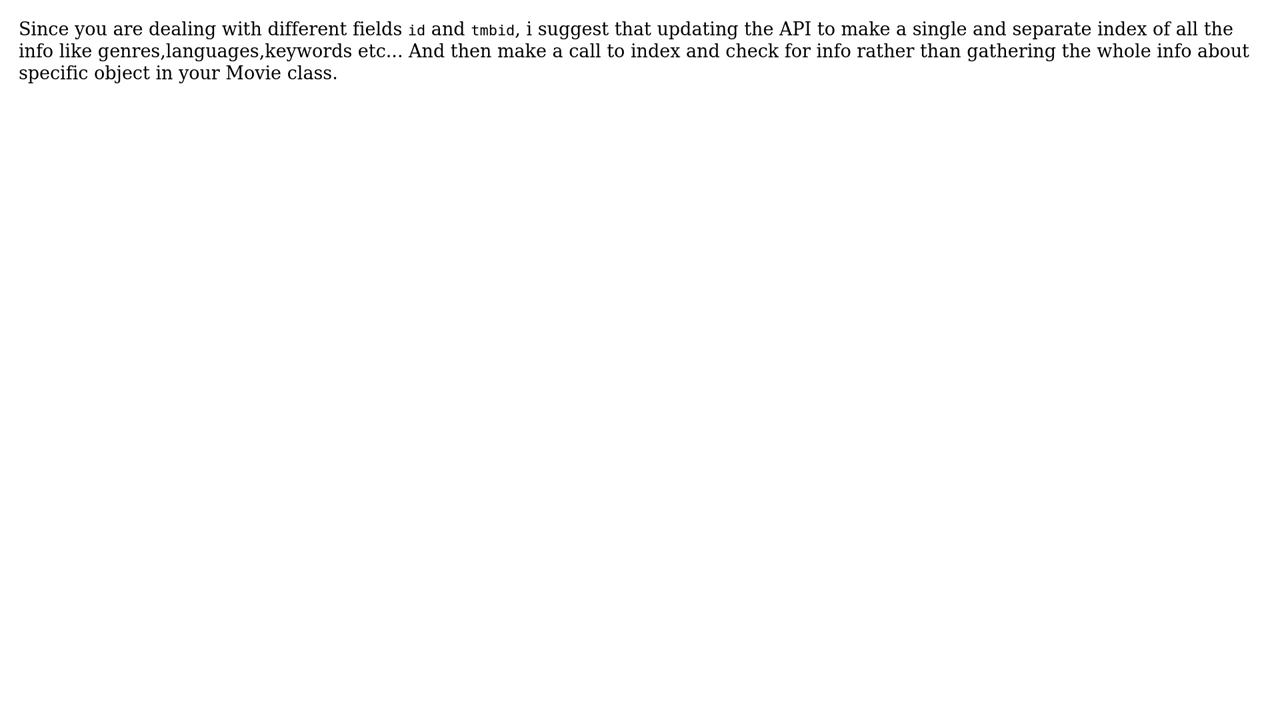 Since you are dealing with different fields id and tmbid, i suggest that updating the API to make a single and separate index of all the
info like genres,languages,keywords etc... And then make a call to index and check for info rather than gathering the whole info about
specific object in your Movie class.